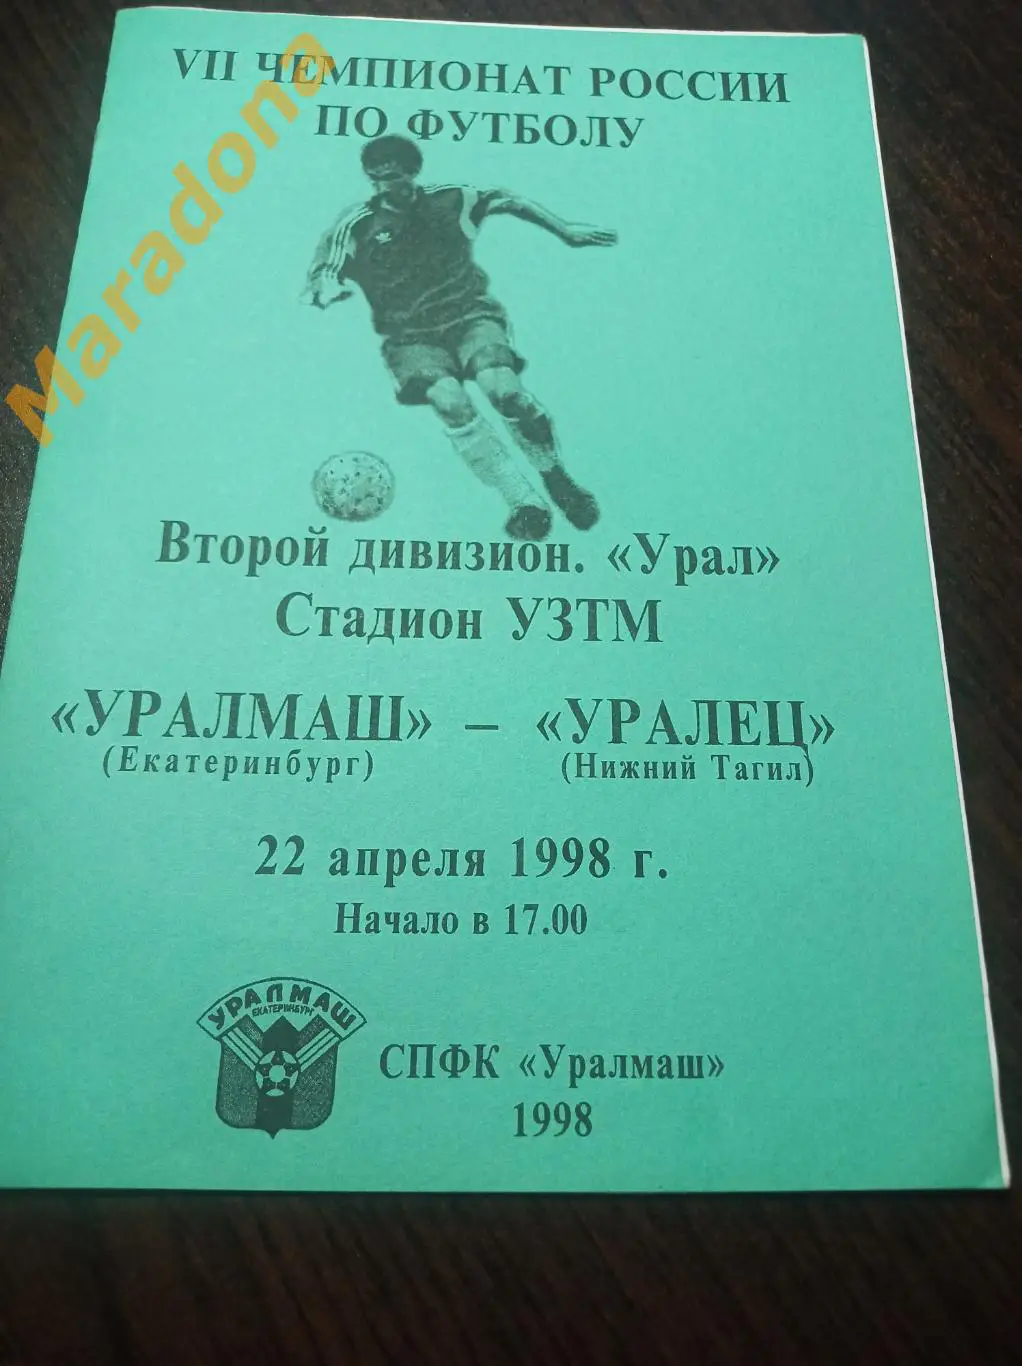 VII ЧЕМПИОНАТ РОССИИ
ПО ФУТБОЛУ
Maradona
Второй дивизион. «Урал»
Стадион УЗТМ
«УРАЛМАШ» – «УРАЛЕЦ»
(Екатеринбург) (Нижний Тагил)
22 апреля 1998 г.
Начало в 17.00
УРАЛМАШ
ЕКАТЕРИНБУРГ
СПФК «Уралмаш»
1998